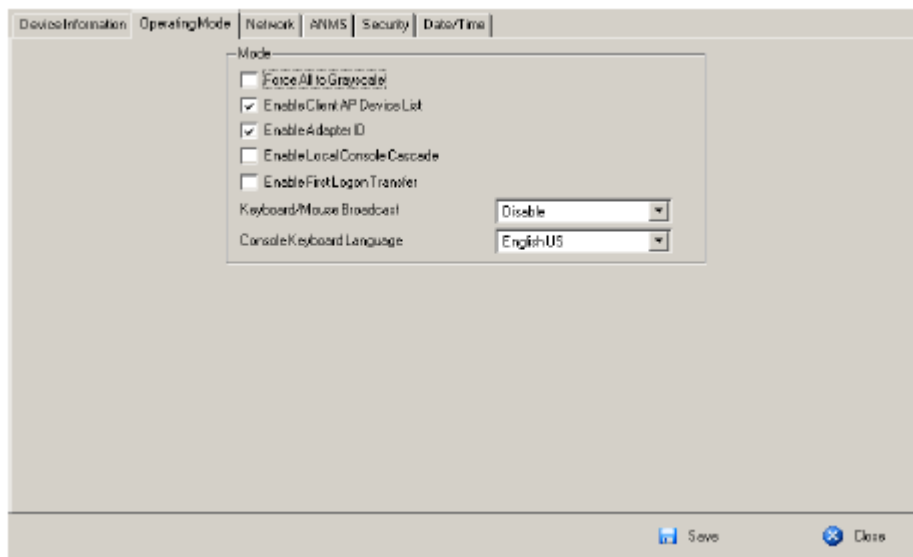 Device Information Operating Mode Network ANMS Security Date/Time
Mode
Force All to Grayscale
Enable Client AP Device List
Enable Adapter ID
Enable Local Console Cascade
Enable First Logon Transfer
Keyboard/Mouse Broadcast Disable
Console Keyboard Language English US
Save Close